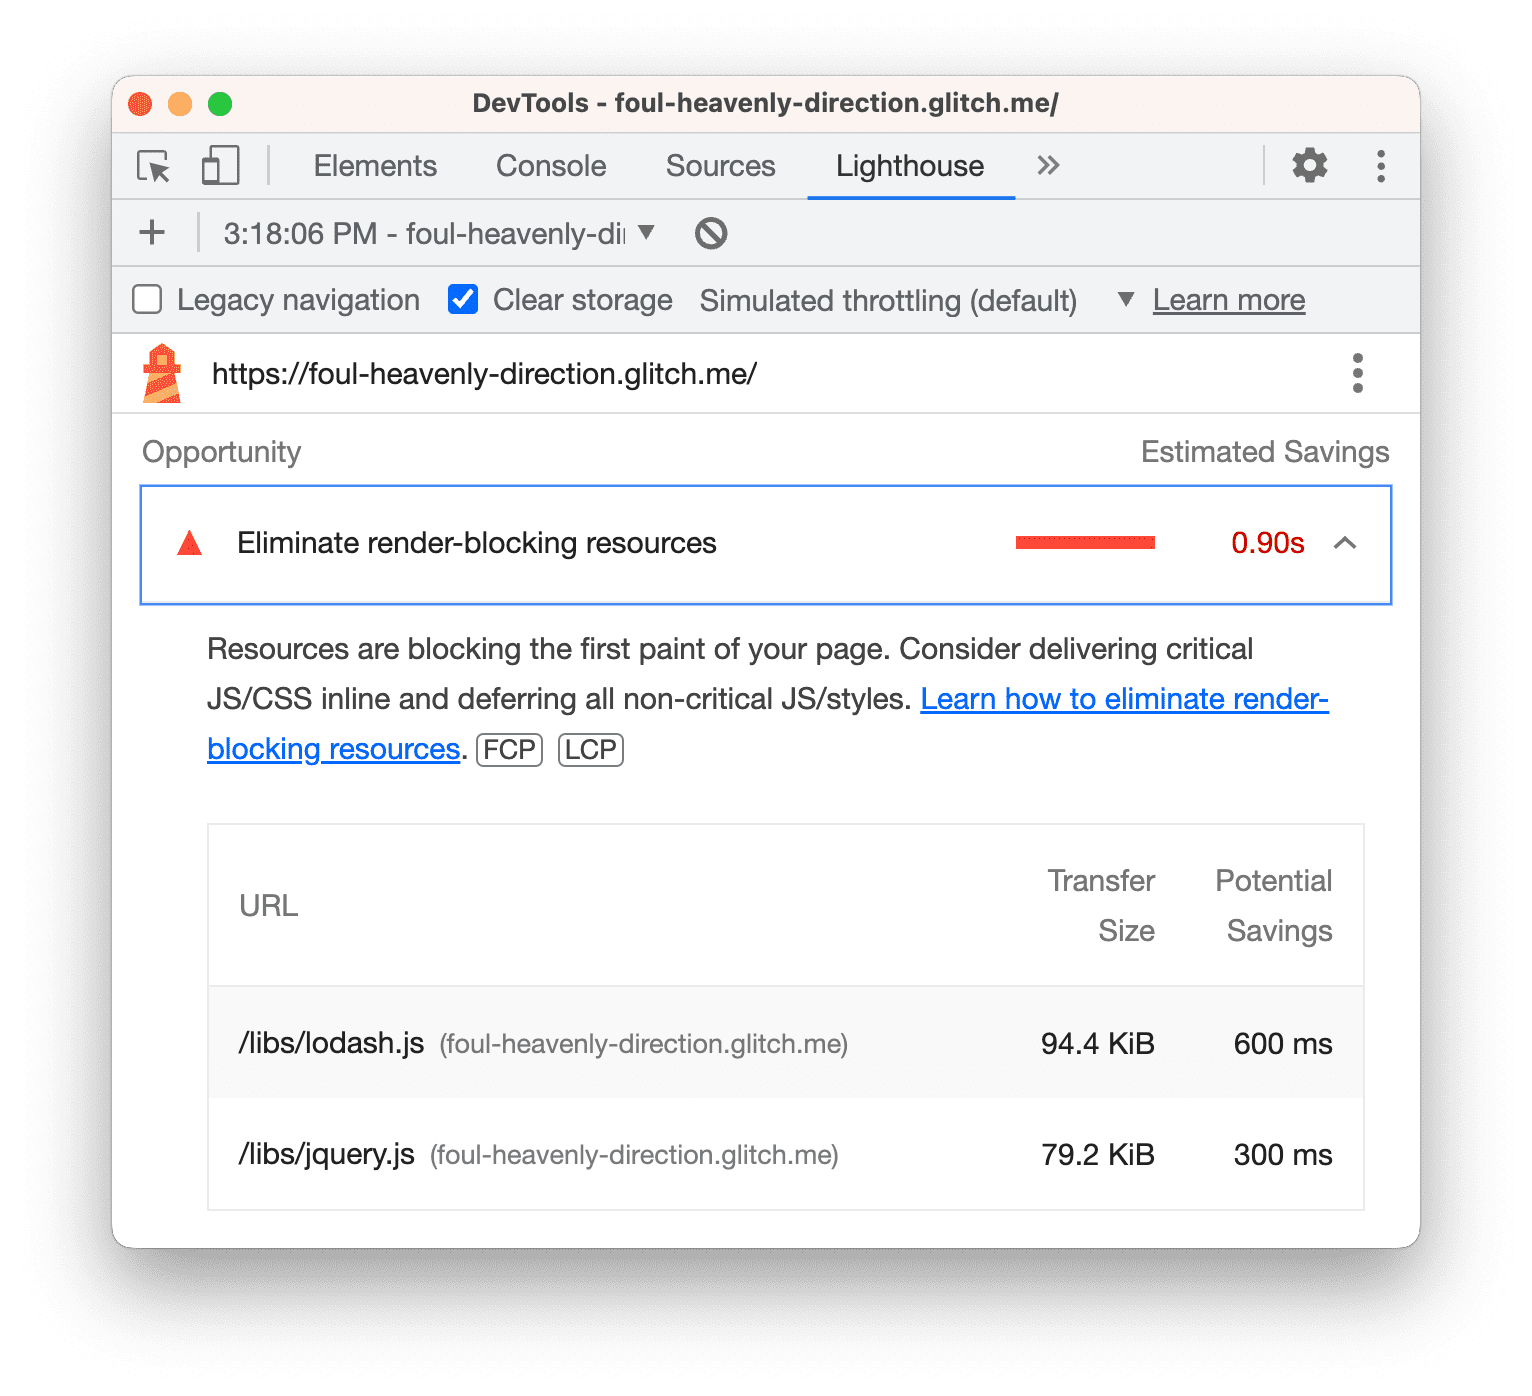 DevTools - foul-heavenly-direction.glitch.me/
Elements Console Sources Lighthouse
3:18:06 PM - foul-heavenly-di
Legacy navigation Clear storage Simulated throttling (default) Learn more
https://foul-heavenly-direction.glitch.me/
Opportunity Estimated Savings
Eliminate render-blocking resources 0.90s
Resources are blocking the first paint of your page. Consider delivering critical
JS/CSS inline and deferring all non-critical JS/styles. Learn how to eliminate render-
blocking resources. FCP LCP
URL Transfer Size Potential Savings
/libs/lodash.js (foul-heavenly-direction.glitch.me) 94.4 KiB 600 ms
/libs/jquery.js (foul-heavenly-direction.glitch.me) 79.2 KiB 300 ms